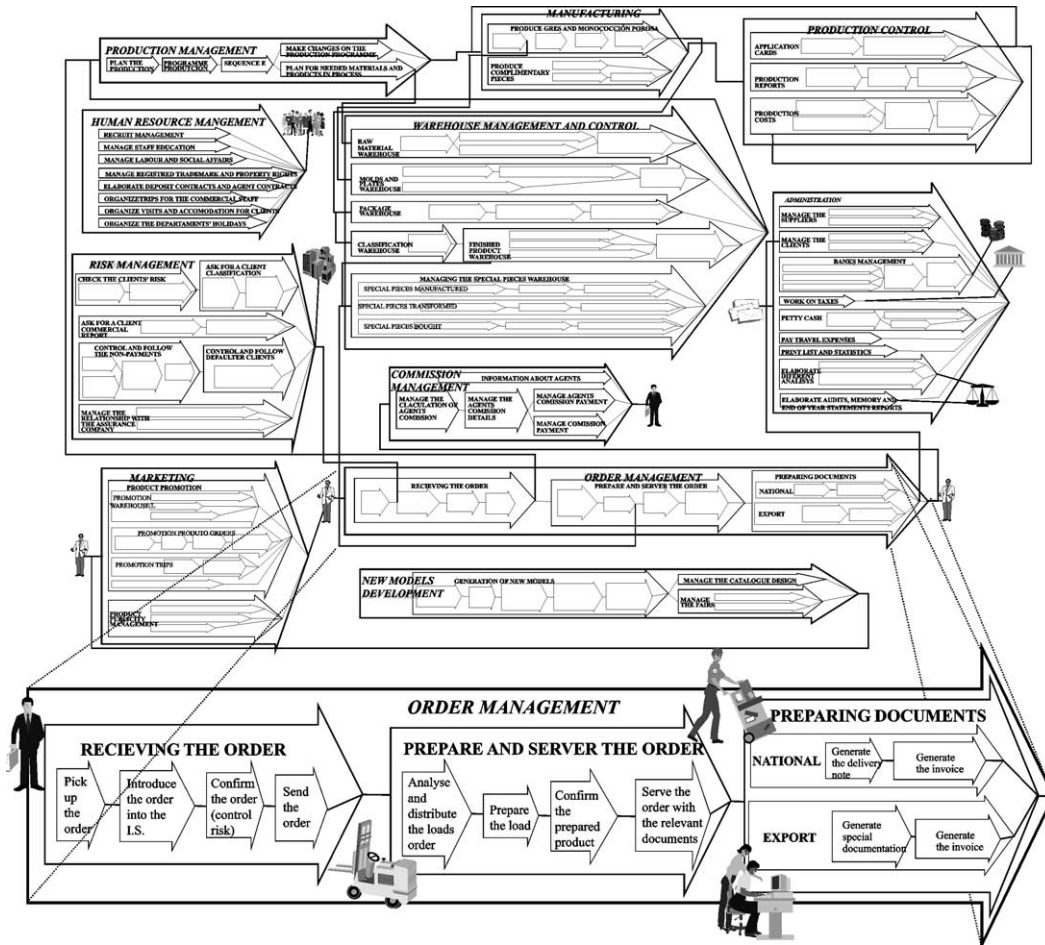 MANUFACTURING
PRODUCE GRES AND MONOCOCCIÓN POROSA
PRODUCE
COMPLIMENTARY
PIECES
PRODUCTION MANAGEMENT
PLAN THE
PRODUCTION
PROGRAMME
PRODUTCION
SEQUENCE E
MAKE CHANGES ON THE
PRODUCTION PROGRAMME
PLAN FOR NEEDED MATERIALS AND
PRODUCTS IN PROCESS
PRODUCTION CONTROL
APPLICATION
CARDS
PRODUCTION
REPORTS
PRODUCTION
COSTS
HUMAN RESOURCE MANGEMENT
RECRUIT MANAGEMENT
MANAGE STAFF EDUCATION
MANAGE LABOUR AND SOCIAL AFFAIRS
MANAGE REGISTRED TRADEMARK AND PROPERTY RIGHTS
ELABORATE DEPOSIT CONTRACTS AND AGENT CONTRACTS
ORGANIZETRIPS FOR THE COMMERCIAL STAFF
ORGANIZE VISITS AND ACCOMODATION FOR CLIENTS
ORGANIZE THE DEPARTAMENTS' HOLIDAYS
WAREHOUSE MANAGEMENT AND CONTROL
RAW
MATERIAL
WAREHOUSE
MOLDS AND
PLATES WAREHOUSE
PACKAGE
WAREHOUSE
CLASSIFICATION
WAREHOUSE
FINISHED
PRODUCT
WAREHOUSE
MANAGING THE SPECIAL PIECES WAREHOUSE
SPECIAL PIECES MANUFACTURED
SPECIAL PIECES TRANSFORMED
SPECIAL PIECES BOUGHT
ADMINISTRATION
MANAGE THE
SUPPLIERS
MANAGE THE
CLIENTS
BANKS MANAGEMENT
WORK ON TAXES
PETTY CASH
PAY TRAVEL EXPENSES
PRINT LIST AND STATISTICS
ELABORATE
DIFERENT
ANALISYS
ELABORATE AUDITS, MEMORY AND
END OF YEAR STATEMENTS REPORTS
RISK MANAGEMENT
CHECK THE CLIENTS' RISK
ASK FOR A CLIENT
CLASSIFICATION
ASK FOR A CLIENT
COMMERCIAL
REPORT
CONTROL AND FOLLOW
THE NON-PAYMENTS
CONTROL AND FOLLOW
DEFAULTER CLIENTS
MANAGE THE
RELATIONSHIP WITH
THE ASSURANCE
COMPANY
COMMISSION
MANAGEMENT
INFORMATION ABOUT AGENTS
MANAGE THE
CLACULATION OF
AGENTS
COMISSION
MANAGE THE
AGENTS
COMISSION
DETAILS
MANAGE AGENTS
COMISSION PAYMENT
MANAGE COMISSION
PAYMENT
MARKETING
PRODUCT PROMOTION
PROMOTION
WAREHOUSE L
PROMOTION PRODUTO ORDERS
PROMOTION TRIPS
PRODUCT
PUBLICITY
MANAGEMENT
ORDER MANAGEMENT
RECIEVING THE ORDER
PREPARE AND SERVER THE ORDER
PREPARING DOCUMENTS
NATIONAL
EXPORT
NEW MODELS
DEVELOPMENT
GENERATION OF NEW MODELS
MANAGE THE CATALOGUE DESIGN
MANAGE
THE FAIRS
ORDER MANAGEMENT
RECIEVING THE ORDER
Pick
up
the
order
Introduce
the order
into the
I.S.
Confirm
the order
(control
risk)
Send
the
order
PREPARE AND SERVER THE ORDER
Analyse
and
distribute
the loads
order
Prepare
the load
Confirm
the
prepared
product
Serve the
order with
the relevant
documents
PREPARING DOCUMENTS
NATIONAL
Generate
the delivery
note
Generate
the invoice
EXPORT
Generate
special
documentation
Generate
the invoice